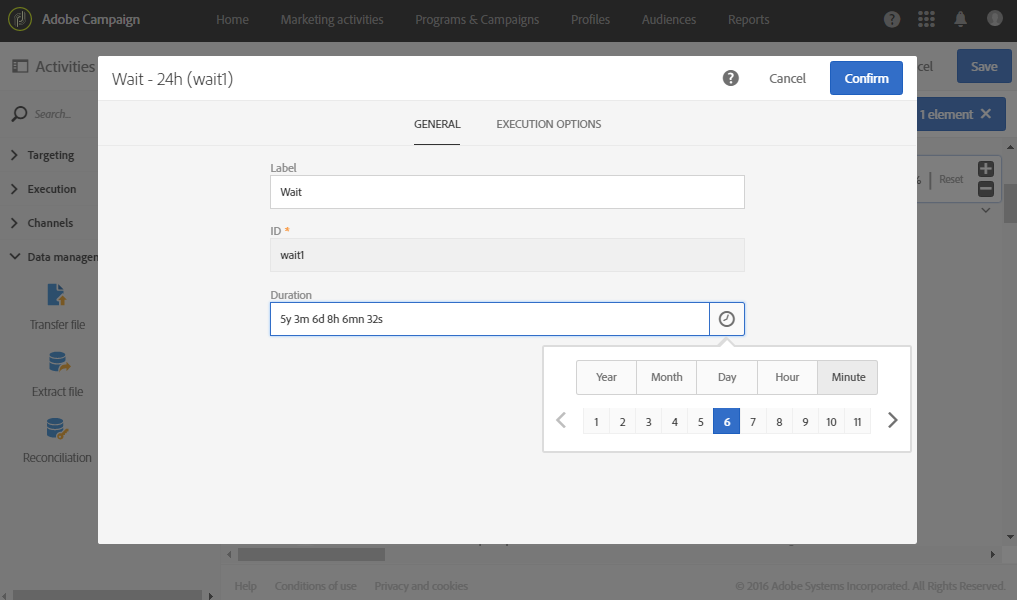 Adobe Campaign Home Marketing activities Programs & Campaigns Profiles Audiences Reports ?
Activities
cel Save
Wait - 24h (wait1) ? Cancel Confirm
Search...
1 element ✕
GENERAL EXECUTION OPTIONS
Targeting
Label
% Reset
Wait
Execution
Channels
ID *
wait1
Data managem
Duration
5y 3m 6d 8h 6mn 32s
Transfer file
Year Month Day Hour Minute
Extract file
1 2 3 4 5 6 7 8 9 10 11
Reconciliation
Help Conditions of use Privacy and cookies © 2016 Adobe Systems Incorporated. All Rights Reserved.